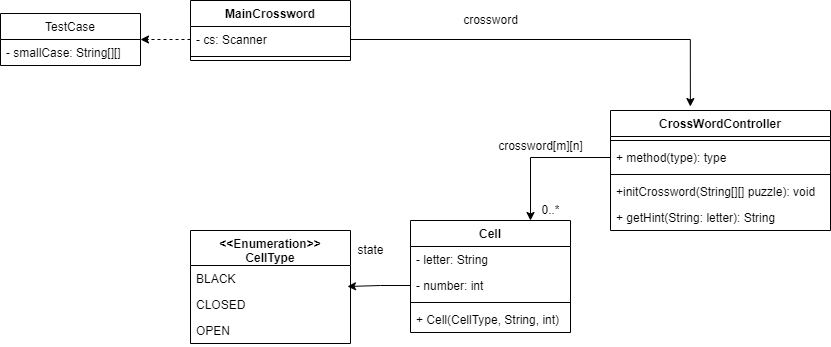 MainCrossword
- cs: Scanner
TestCase
- smallCase: String[][]
crossword
CrossWordController
+ method(type): type
+initCrossword(String[][] puzzle): void
+ getHint(String: letter): String
crossword[m][n]
0..*
Cell
- letter: String
- number: int
+ Cell(CellType, String, int)
state
<<Enumeration>>
CellType
BLACK
CLOSED
OPEN